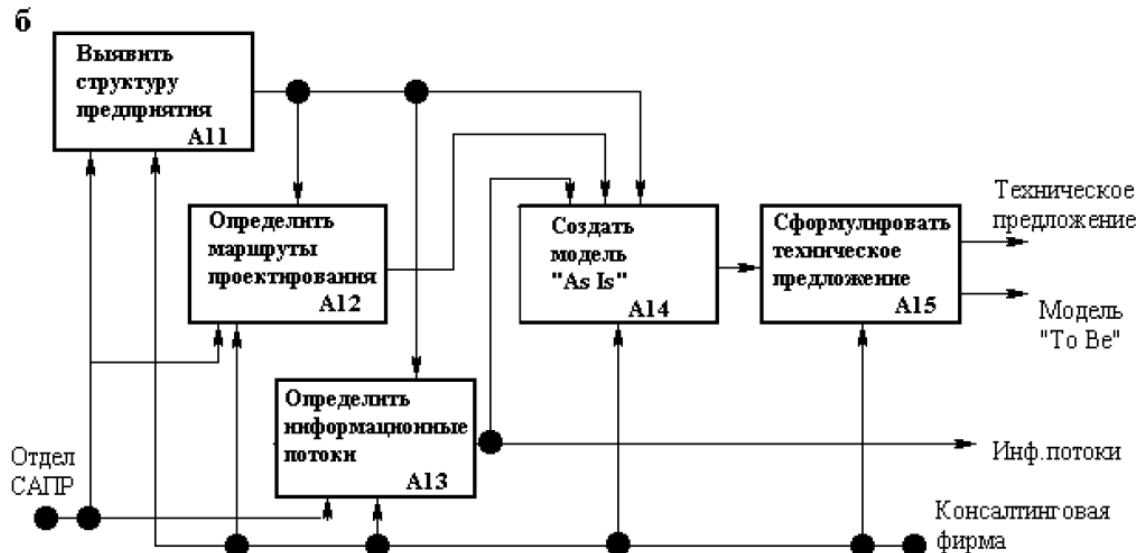 б
Выявить
структуру
предприятия
A11
Определить
маршруты
проектирования
A12
Создать
модель
"As Is"
A14
Сформулировать
техническое
предложение
A15
Техническое
предложение
Модель
"To Be"
Определить
информационные
потоки
A13
Инф.потоки
Отдел
САПР
Консалтинговая
фирма